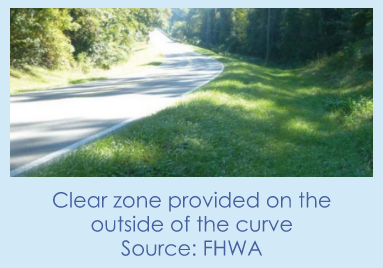 Clear zone provided on the
outside of the curve
Source: FHWA